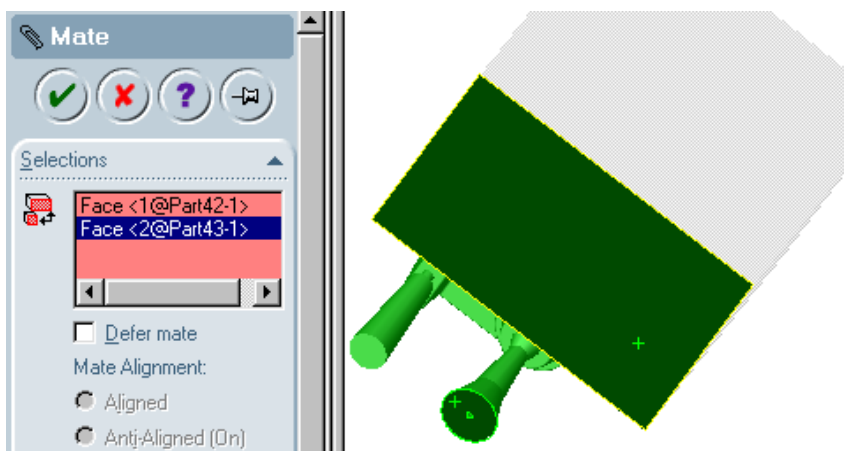 Mate
?
Selections
Face <1@Part42-1>
Face <2@Part43-1>
Defer mate
Mate Alignment:
Aligned
Anti-Aligned (On)